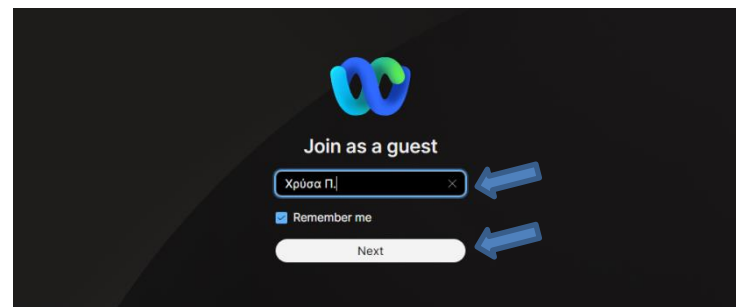 Join as a guest
Χρύσα Π.
Remember me
Next